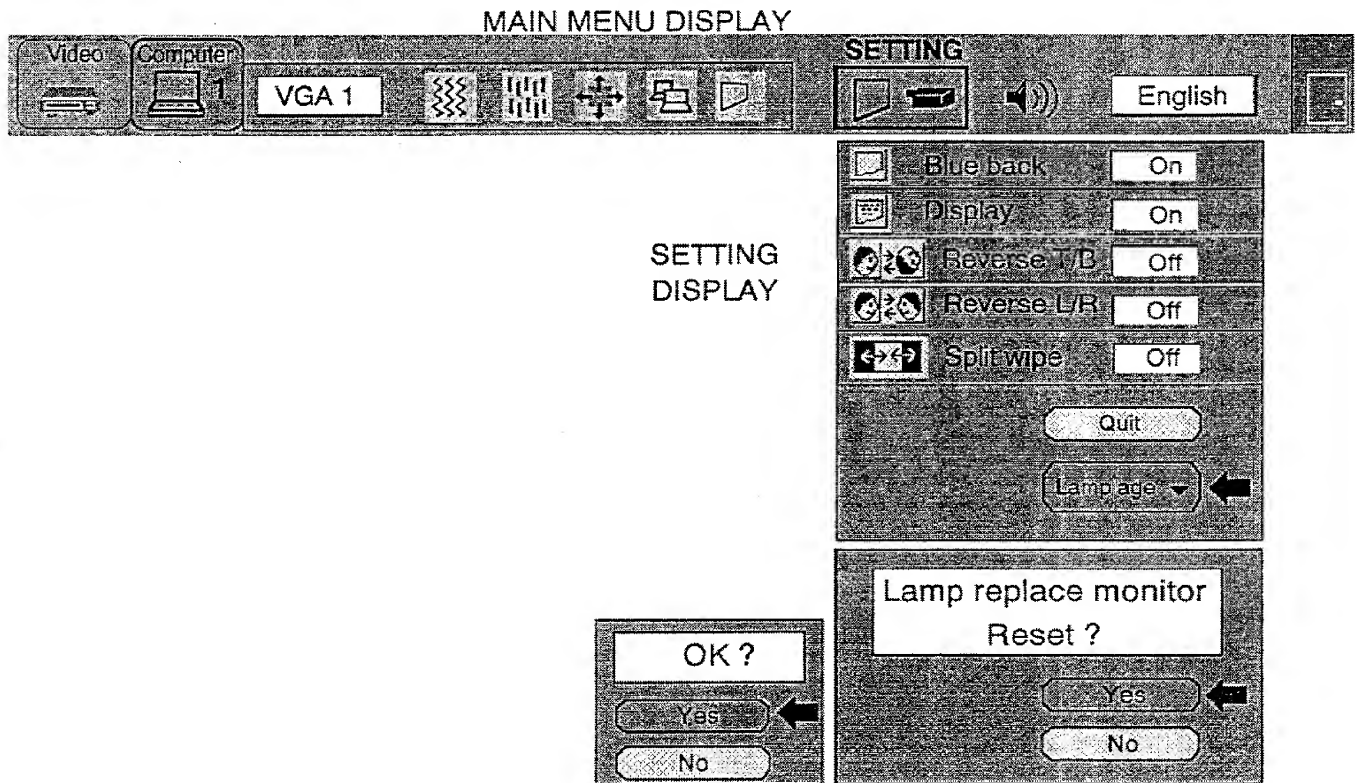 MAIN MENU DISPLAY
SETTING
Video
Computer
1
VGA 1
English
Blue back On
Display On
SETTING
DISPLAY
Reverse T/B Off
Reverse L/R Off
Split wipe Off
Quit
Lamp age
Lamp replace monitor
Reset ?
Yes
No
OK ?
Yes
No